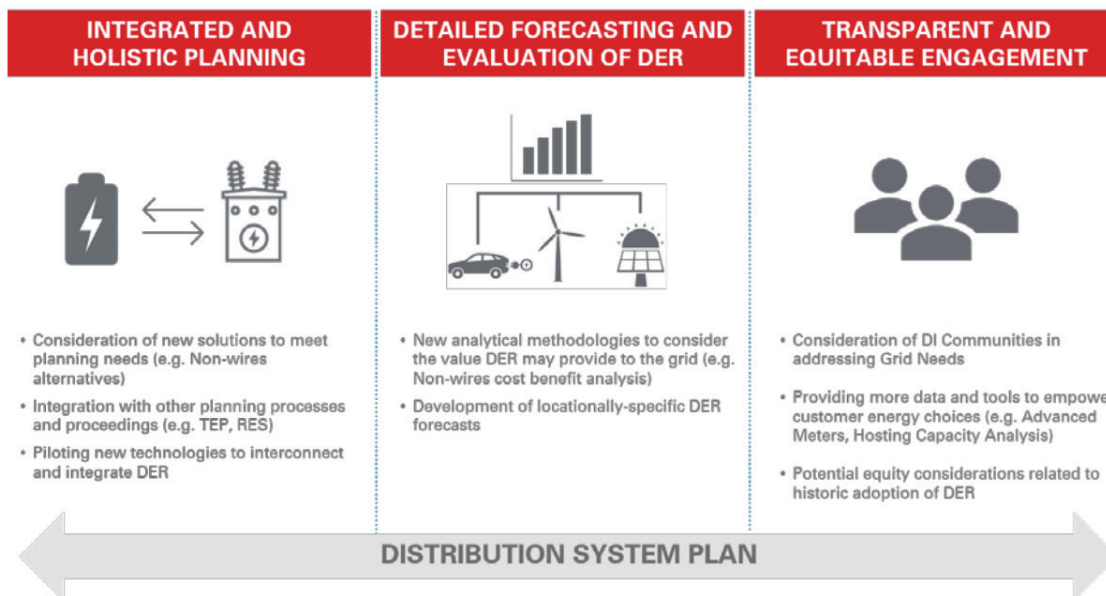 INTEGRATED AND
HOLISTIC PLANNING
• Consideration of new solutions to meet
planning needs (e.g. Non-wires
alternatives)
• Integration with other planning processes
and proceedings (e.g. TEP, RES)
• Piloting new technologies to interconnect
and integrate DER
DETAILED FORECASTING AND
EVALUATION OF DER
• New analytical methodologies to consider
the value DER may provide to the grid (e.g.
Non-wires cost benefit analysis)
• Development of locationally-specific DER
forecasts
TRANSPARENT AND
EQUITABLE ENGAGEMENT
• Consideration of DI Communities in
addressing Grid Needs
• Providing more data and tools to empowe
customer energy choices (e.g. Advanced
Meters, Hosting Capacity Analysis)
• Potential equity considerations related to
historic adoption of DER
DISTRIBUTION SYSTEM PLAN